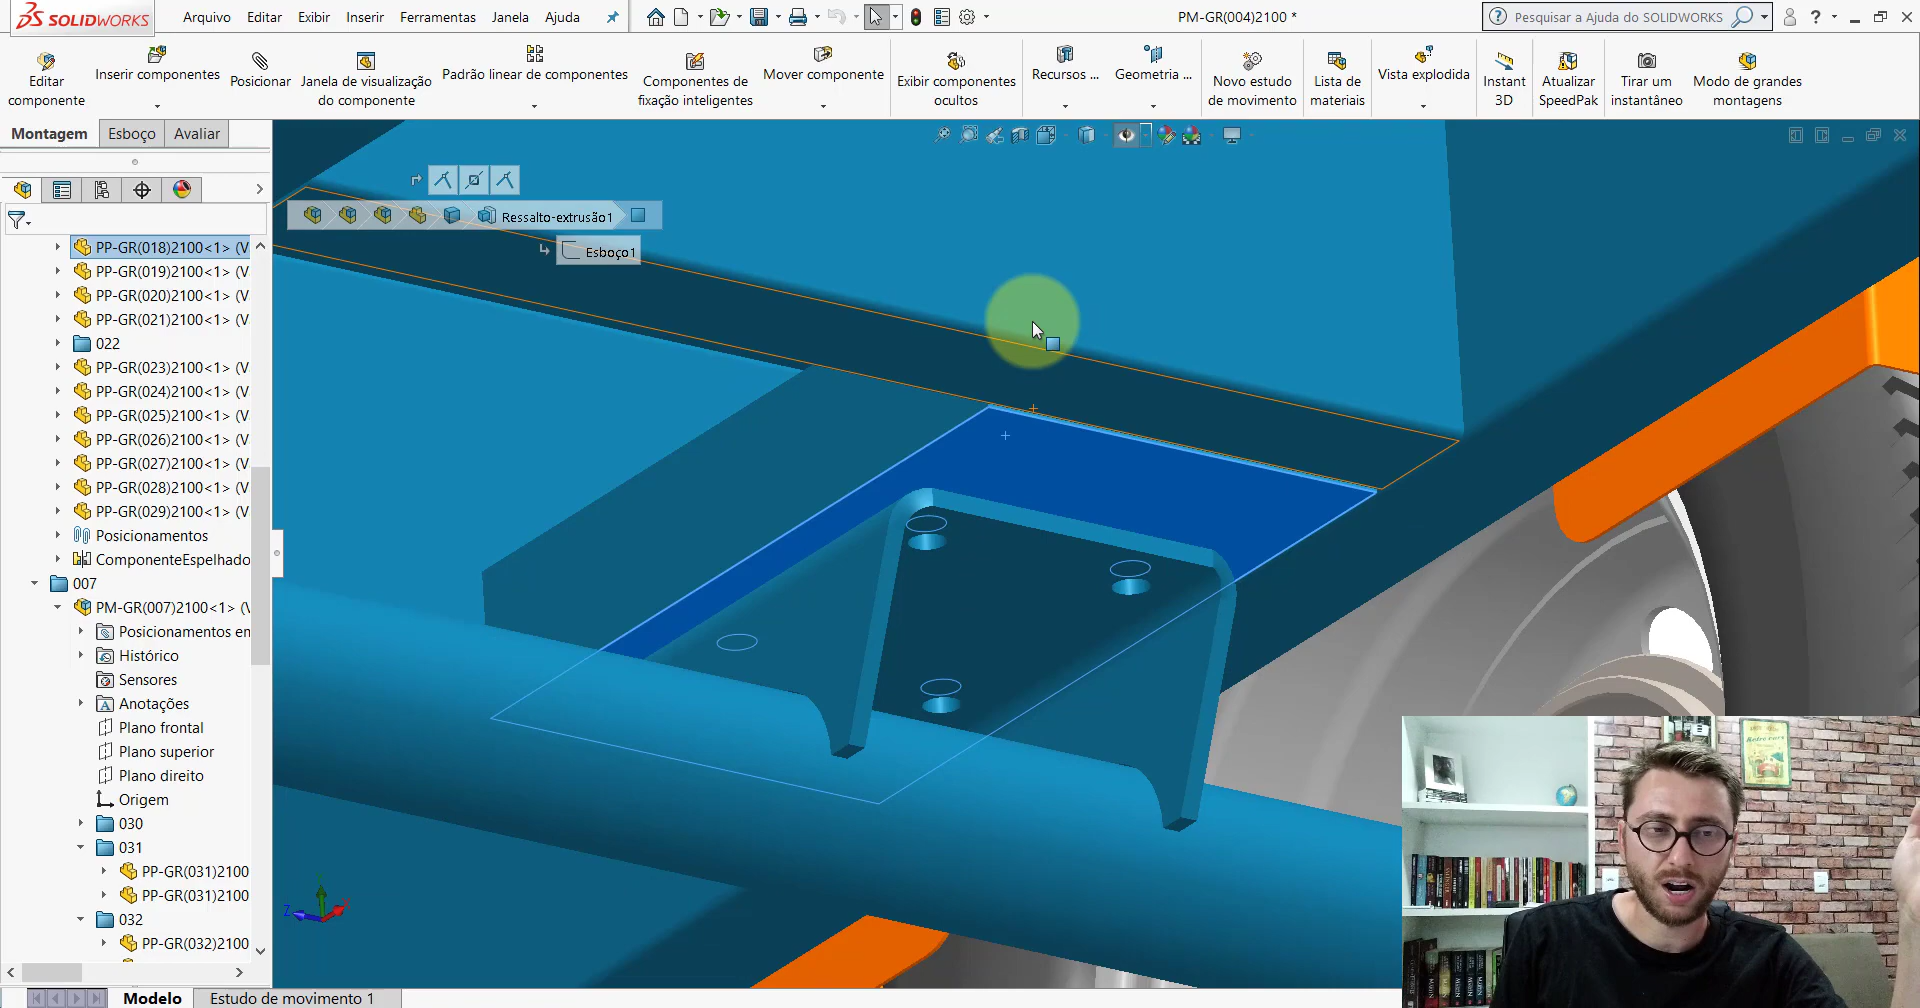 SOLIDWORKS
Arquivo Editar Exibir Inserir Ferramentas Janela Ajuda
PM-GR(004)2100 *
Pesquisar a Ajuda do SOLIDWORKS
Editar componente
Inserir componentes
Posicionar
Janela de visualização do componente
Padrão linear de componentes
Componentes de fixação inteligentes
Mover componente
Exibir componentes ocultos
Recursos ...
Geometria ...
Novo estudo de movimento
Lista de materiais
Vista explodida
Instant 3D
Atualizar SpeedPak
Tirar um instantâneo
Modo de grandes montagens
Montagem Esboço Avaliar
Ressalto-extrusão1
Esboço1
PP-GR(018)2100<1> (V
PP-GR(019)2100<1> (V
PP-GR(020)2100<1> (V
PP-GR(021)2100<1> (V
022
PP-GR(023)2100<1> (V
PP-GR(024)2100<1> (V
PP-GR(025)2100<1> (V
PP-GR(026)2100<1> (V
PP-GR(027)2100<1> (V
PP-GR(028)2100<1> (V
PP-GR(029)2100<1> (V
Posicionamentos
ComponenteEspelhado
007
PM-GR(007)2100<1> (V
Posicionamentos en
Histórico
Sensores
Anotações
Plano frontal
Plano superior
Plano direito
Origem
030
031
PP-GR(031)2100
PP-GR(031)2100
032
PP-GR(032)2100
Z
Modelo Estudo de movimento 1